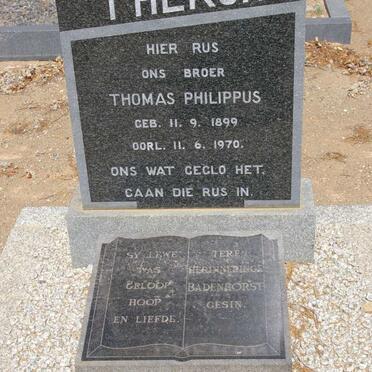 HIER RUS
ONS BROER
THOMAS PHILIPPUS
GEB. 11. 9. 1899
OORL. 11. 6. 1970.
ONS WAT GEGLO HET,
GAAN DIE RUS IN.
SY LEWE
WAS
GELOOF
HOOP
EN LIEFDE.
TERE
HERINNERINGE
BADENHORST
GESIN.